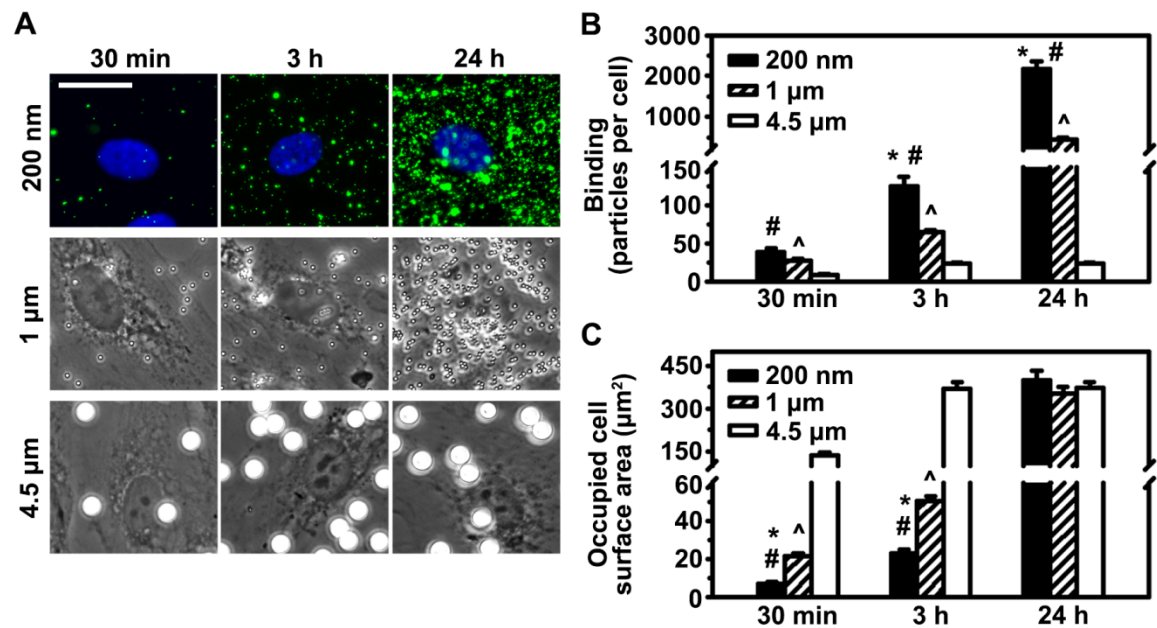 A
30 min
3 h
24 h
200 nm
1 µm
4.5 µm
B
Binding
(particles per cell)
3000
2000
1000
150
100
50
0
200 nm
1 µm
4.5 µm
#
^
* #
^
* #
^
30 min
3 h
24 h
C
Occupied cell
surface area (µm²)
450
300
150
60
40
20
0
200 nm
1 µm
4.5 µm
*
#
^
*
#
^
30 min
3 h
24 h